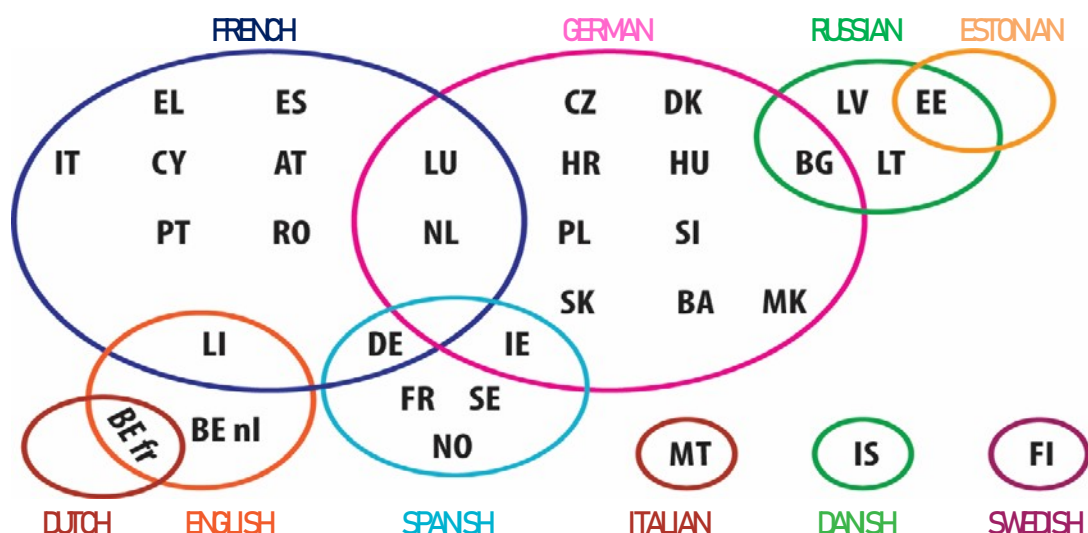 FRENCH GERMAN RUSSIAN ESTONIAN
EL ES CZ DK LV EE
IT CY AT LU HR HU BG LT
PT RO NL PL SI
SK BA MK
LI DE IE
FR SE
BE fr BE nl NO MT IS FI
DUTCH ENGLISH SPANSH ITALIAN DANSH SWEDISH